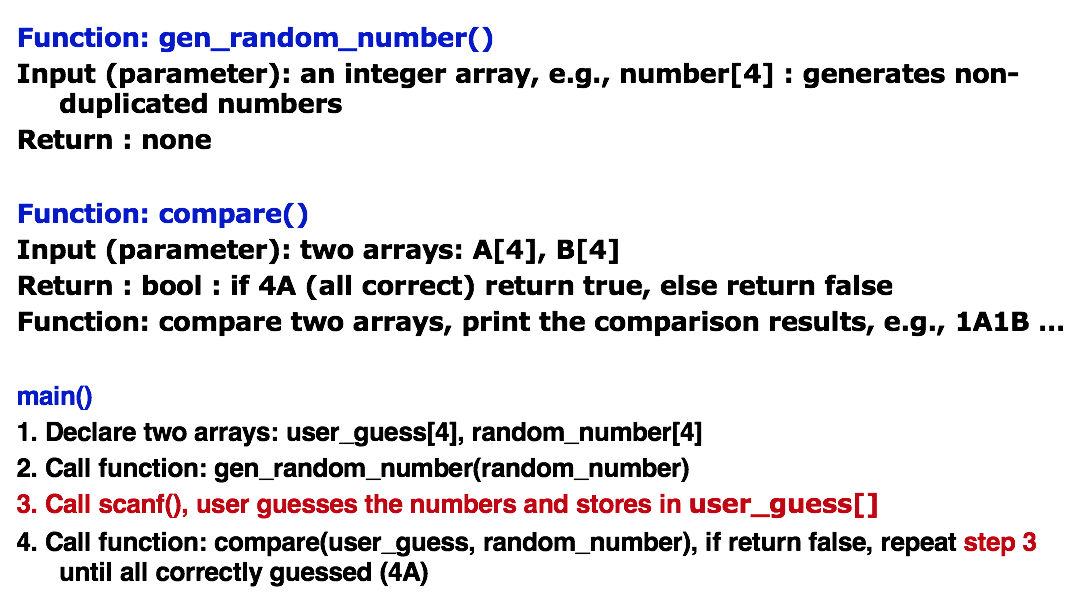 Function: gen_random_number()
Input (parameter): an integer array, e.g., number[4] : generates non-
duplicated numbers
Return : none
Function: compare()
Input (parameter): two arrays: A[4], B[4]
Return : bool : if 4A (all correct) return true, else return false
Function: compare two arrays, print the comparison results, e.g., 1A1B ...
main()
1. Declare two arrays: user_guess[4], random_number[4]
2. Call function: gen_random_number(random_number)
3. Call scanf(), user guesses the numbers and stores in user_guess[]
4. Call function: compare(user_guess, random_number), if return false, repeat step 3
until all correctly guessed (4A)